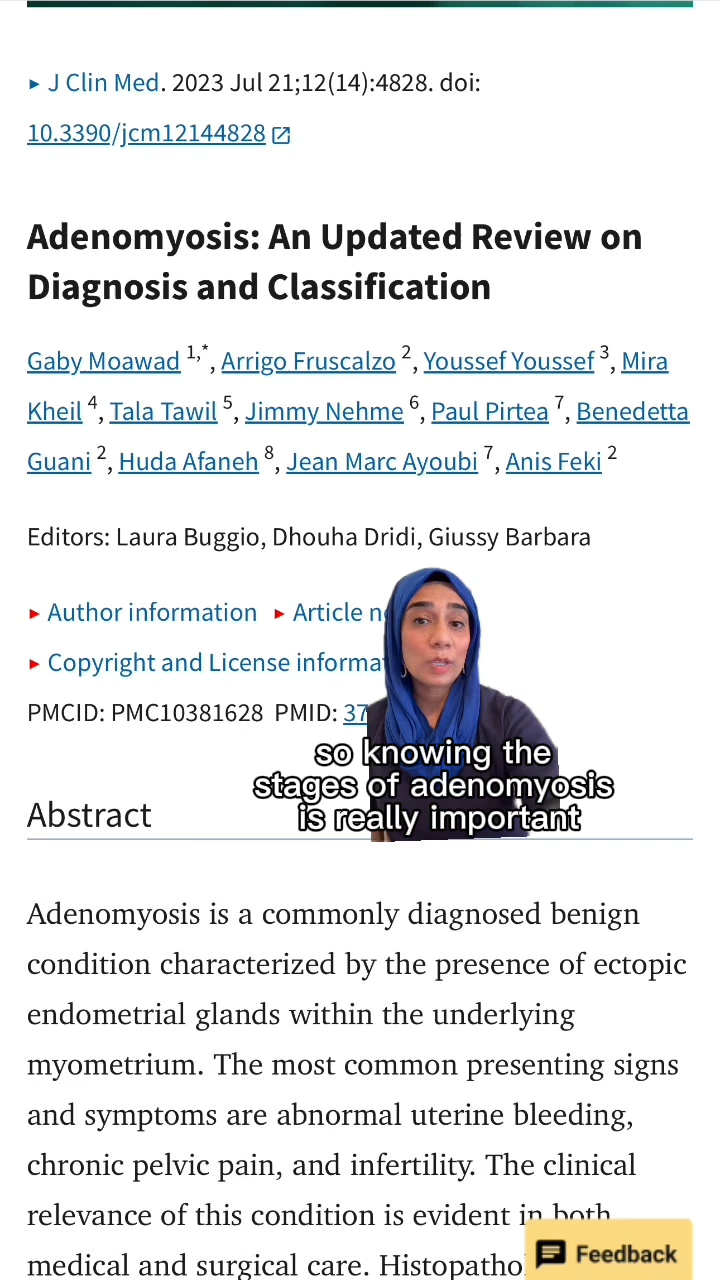 ► J Clin Med. 2023 Jul 21;12(14):4828. doi:
10.3390/jcm12144828
Adenomyosis: An Updated Review on
Diagnosis and Classification
Gaby Moawad 1,*, Arrigo Fruscalzo 2, Youssef Youssef 3, Mira
Kheil 4, Tala Tawil 5, Jimmy Nehme 6, Paul Pirtea 7, Benedetta
Guani 2, Huda Afaneh 8, Jean Marc Ayoubi 7, Anis Feki 2
Editors: Laura Buggio, Dhouha Dridi, Giussy Barbara
► Author information ► Article
► Copyright and License informa
PMCID: PMC10381628 PMID: 37
so knowing the
stages of adenomyosis
is really important
Abstract
Adenomyosis is a commonly diagnosed benign
condition characterized by the presence of ectopic
endometrial glands within the underlying
myometrium. The most common presenting signs
and symptoms are abnormal uterine bleeding,
chronic pelvic pain, and infertility. The clinical
relevance of this condition is evident in both
medical and surgical care. Histopatho
Feedback